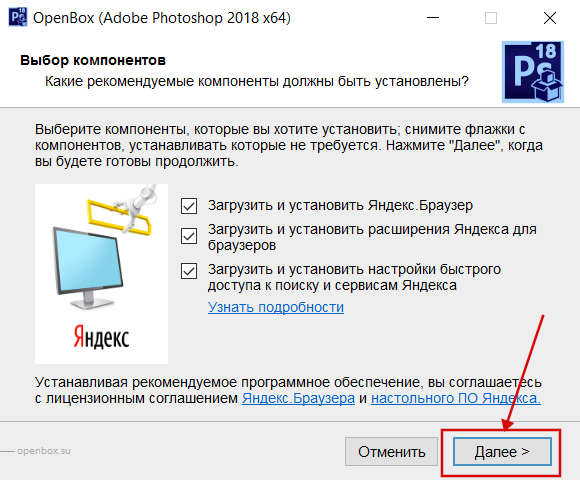 OpenBox (Adobe Photoshop 2018 x64)
Выбор компонентов
Какие рекомендуемые компоненты должны быть установлены?
18
Ps
Выберите компоненты, которые вы хотите установить; снимите флажки с
компонентов, устанавливать которые не требуется. Нажмите "Далее", когда
вы будете готовы продолжить.
Загрузить и установить Яндекс.Браузер
Загрузить и установить расширения Яндекса для
браузеров
Загрузить и установить настройки быстрого
доступа к поиску и сервисам Яндекса
Узнать подробности
Яндекс
Устанавливая рекомендуемое программное обеспечение, вы соглашаетесь
с лицензионным соглашением Яндекс.Браузера и настольного ПО Яндекса.
openbox.su
Отменить
Далее >